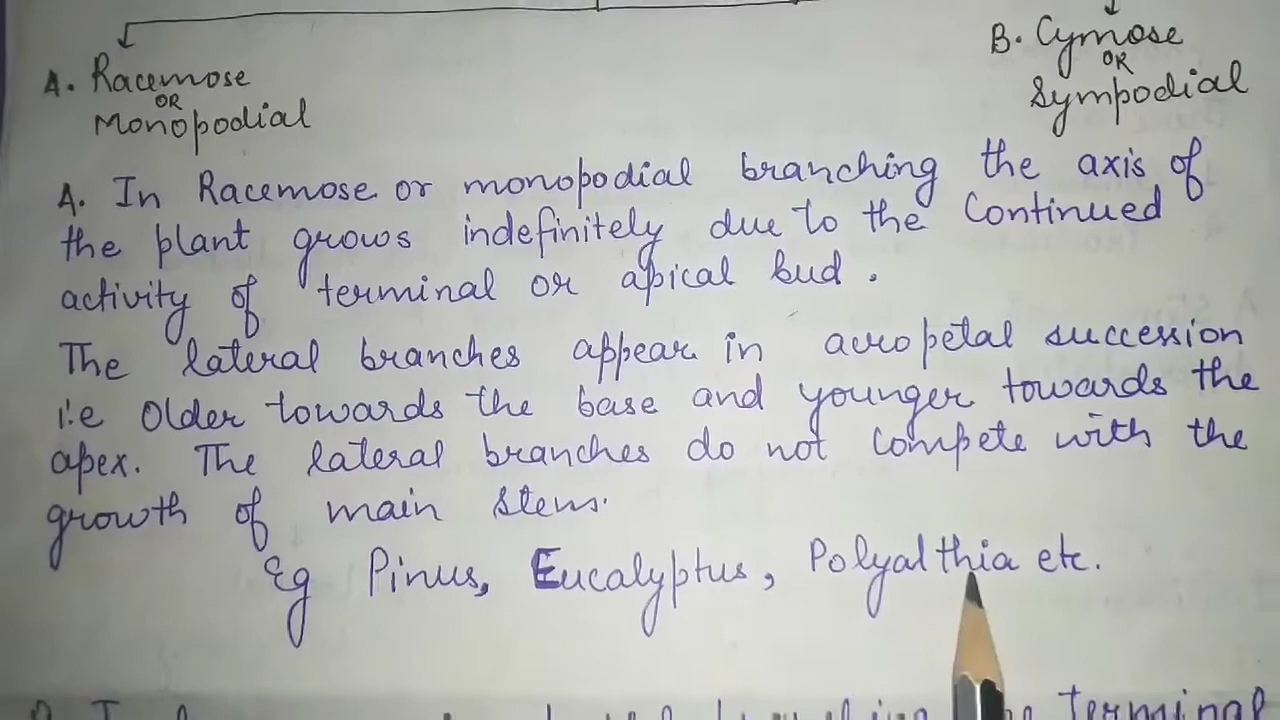 A. Racemose
OR
Monopodial
B. Cymose
OR
Sympodial
A. In Racemose or monopodial branching the axis of
the plant grows indefinitely due to the Continued
activity of terminal or apical bud.
The lateral branches appear in acropetal succession
i.e older towards the base and younger towards the
apex. The lateral branches do not compete with the
growth of main stem.
Eg Pinus, Eucalyptus, Polyalthia etc.
terminal